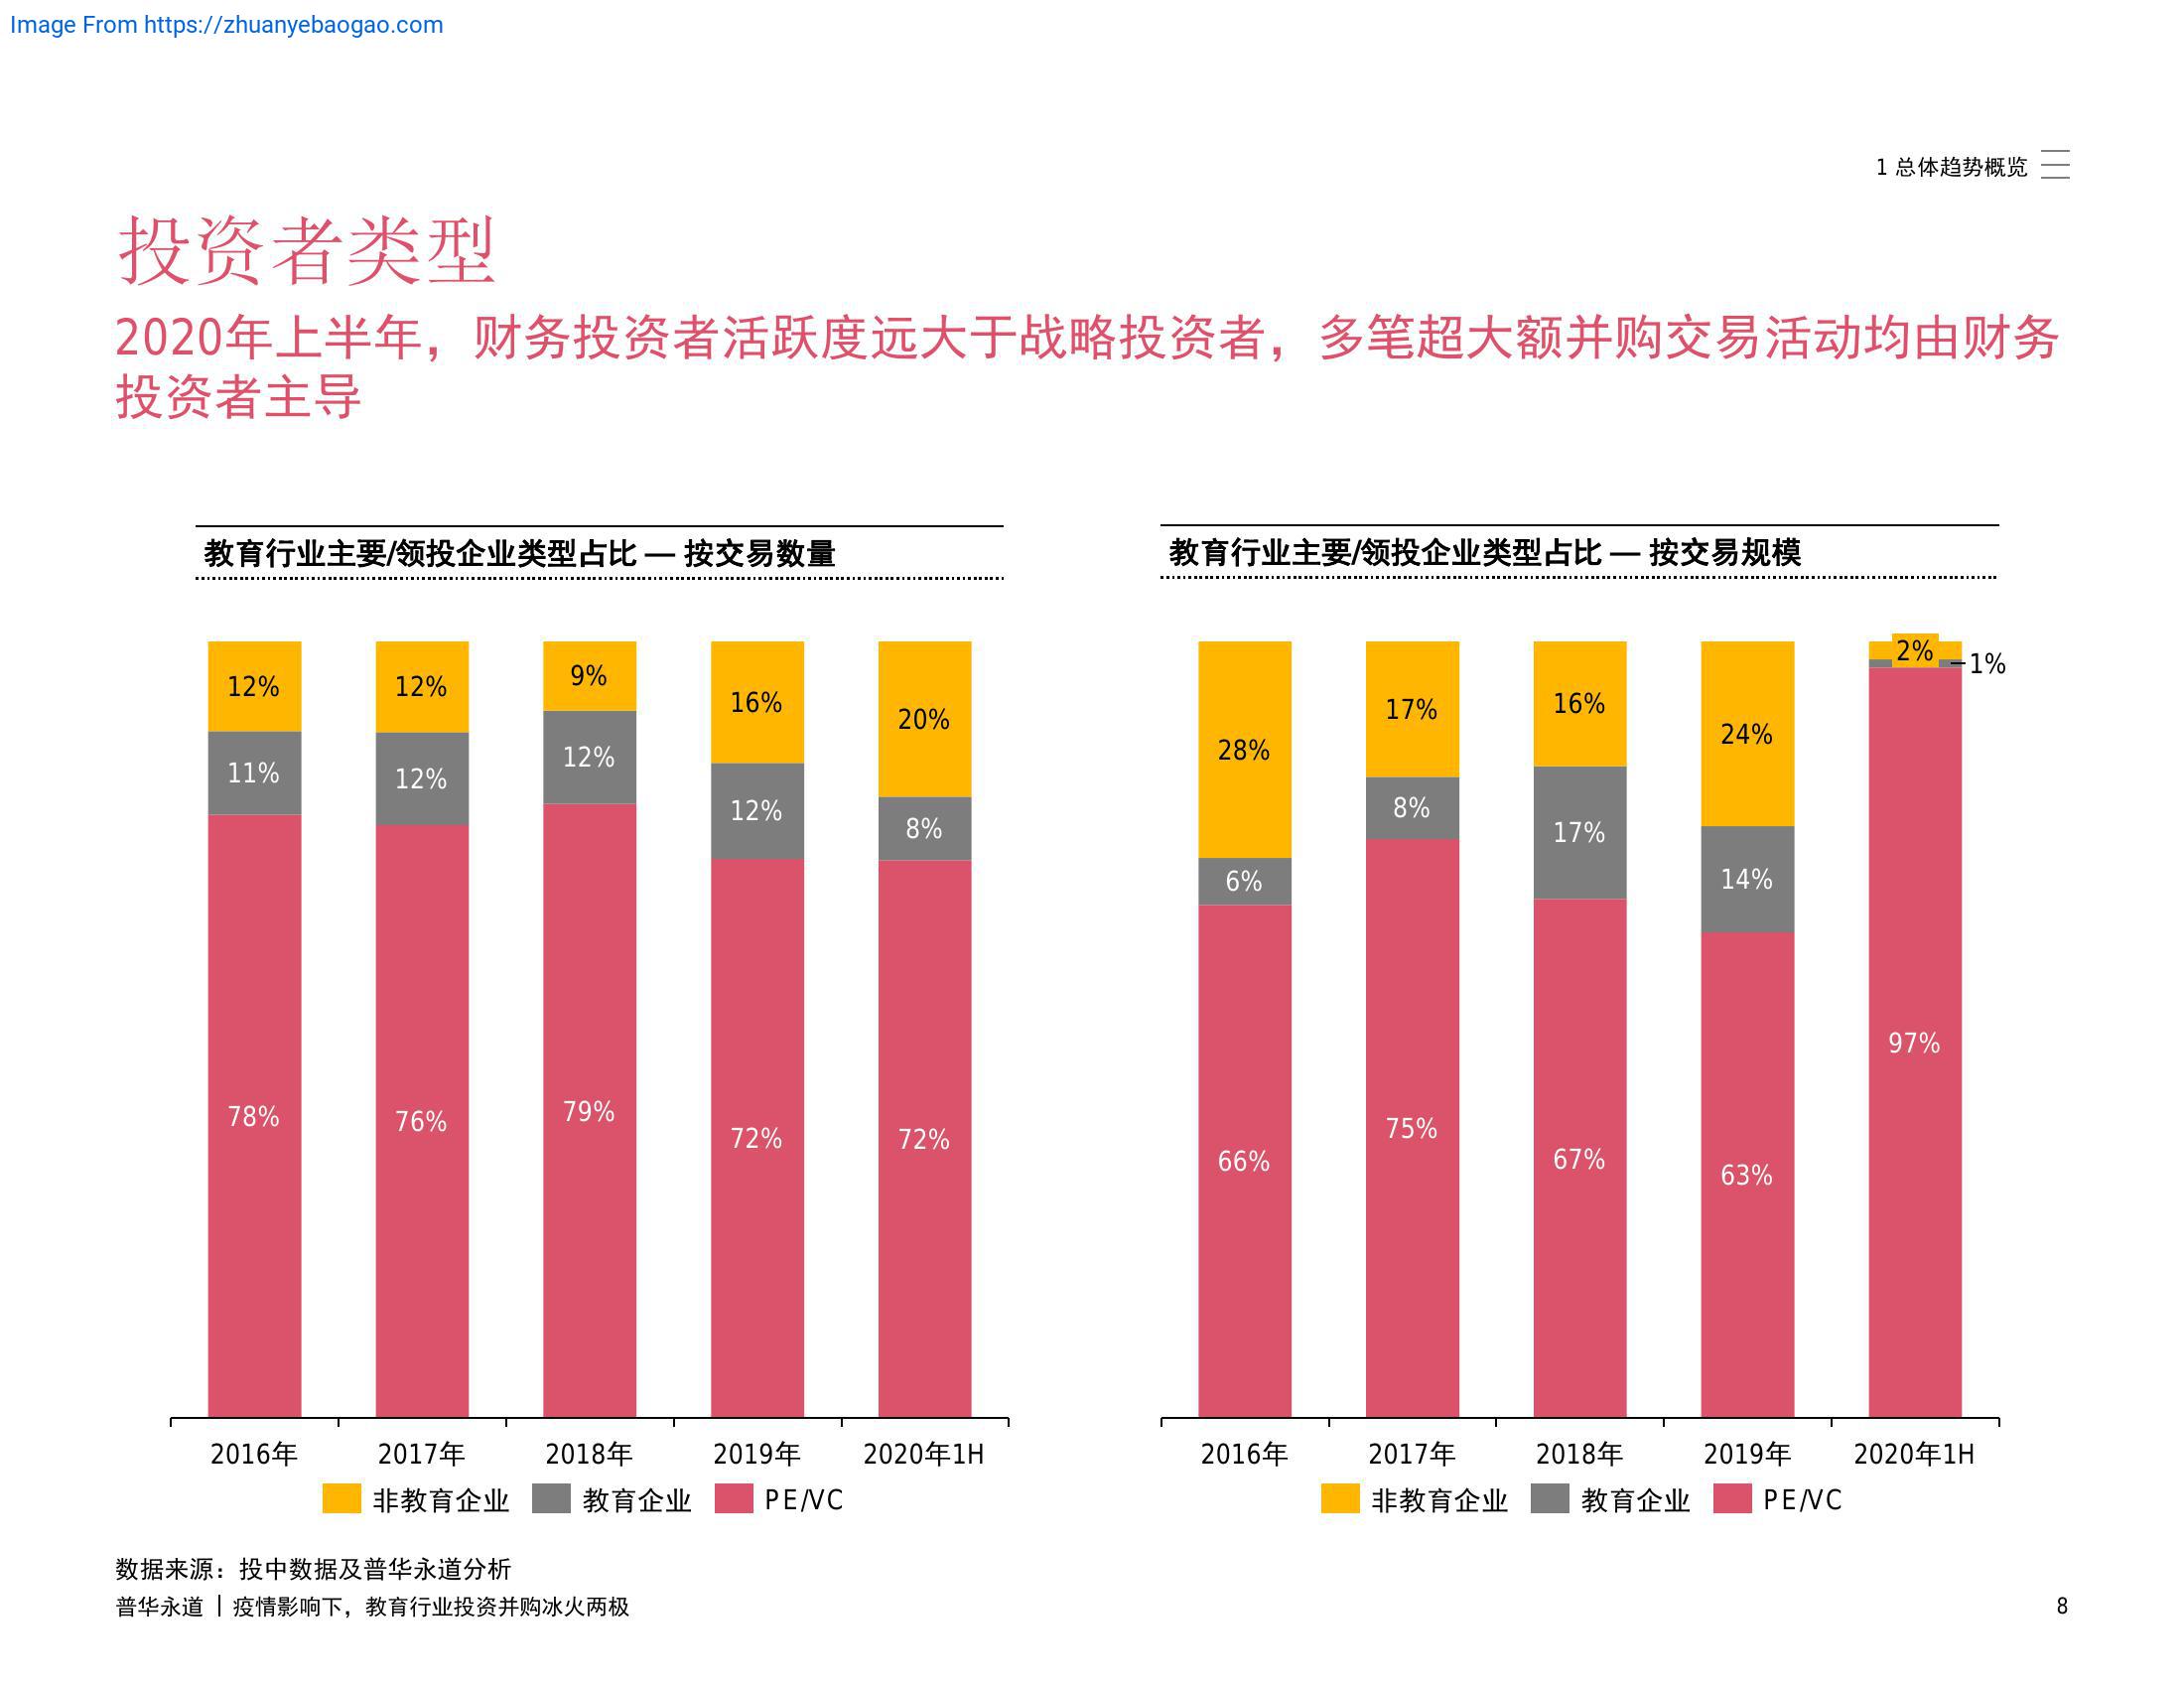 Image From https://zhuanyebaogao.com
1 总体趋势概览
投资者类型
2020年上半年，财务投资者活跃度远大于战略投资者，多笔超大额并购交易活动均由财务
投资者主导
教育行业主要/领投企业类型占比 — 按交易数量
12% 12% 9% 16% 20%
11% 12% 12% 12% 8%
78% 76% 79% 72% 72%
2016年 2017年 2018年 2019年 2020年1H
非教育企业 教育企业 PE/VC
教育行业主要/领投企业类型占比 — 按交易规模
28% 17% 16% 24% 2%
6% 8% 17% 14% 1%
66% 75% 67% 63% 97%
2016年 2017年 2018年 2019年 2020年1H
非教育企业 教育企业 PE/VC
数据来源：投中数据及普华永道分析
普华永道 | 疫情影响下，教育行业投资并购冰火两极
8